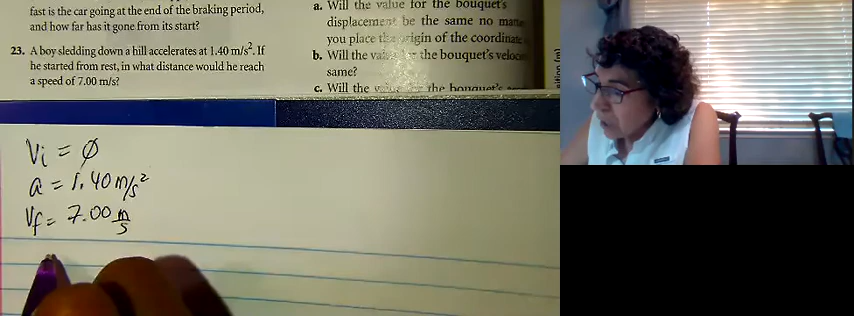 fast is the car going at the end of the braking period,
and how far has it gone from its start?
23. A boy sledding down a hill accelerates at 1.40 m/s². If
he started from rest, in what distance would he reach
a speed of 7.00 m/s?
a. Will the value for the bouquet's
displacement be the same no
you place the origin of the coordinate
b. Will the the bouquet's
same?
c. Will the the bouquet's
Vi = ∅
a = 1.40 m/s²
Vf = 7.00 m/s